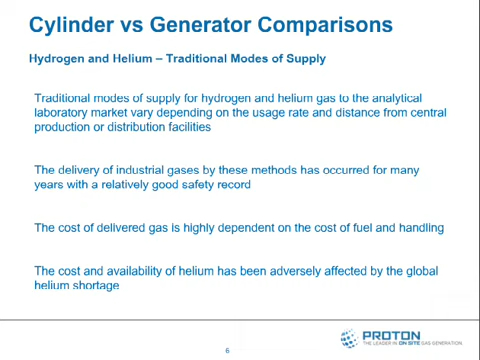 Cylinder vs Generator Comparisons
Hydrogen and Helium – Traditional Modes of Supply
Traditional modes of supply for hydrogen and helium gas to the analytical
laboratory market vary depending on the usage rate and distance from central
production or distribution facilities
The delivery of industrial gases by these methods has occurred for many
years with a relatively good safety record
The cost of delivered gas is highly dependent on the cost of fuel and handling
The cost and availability of helium has been adversely affected by the global
helium shortage
PROTON
THE LEADER IN ON SITE GAS GENERATION.
6